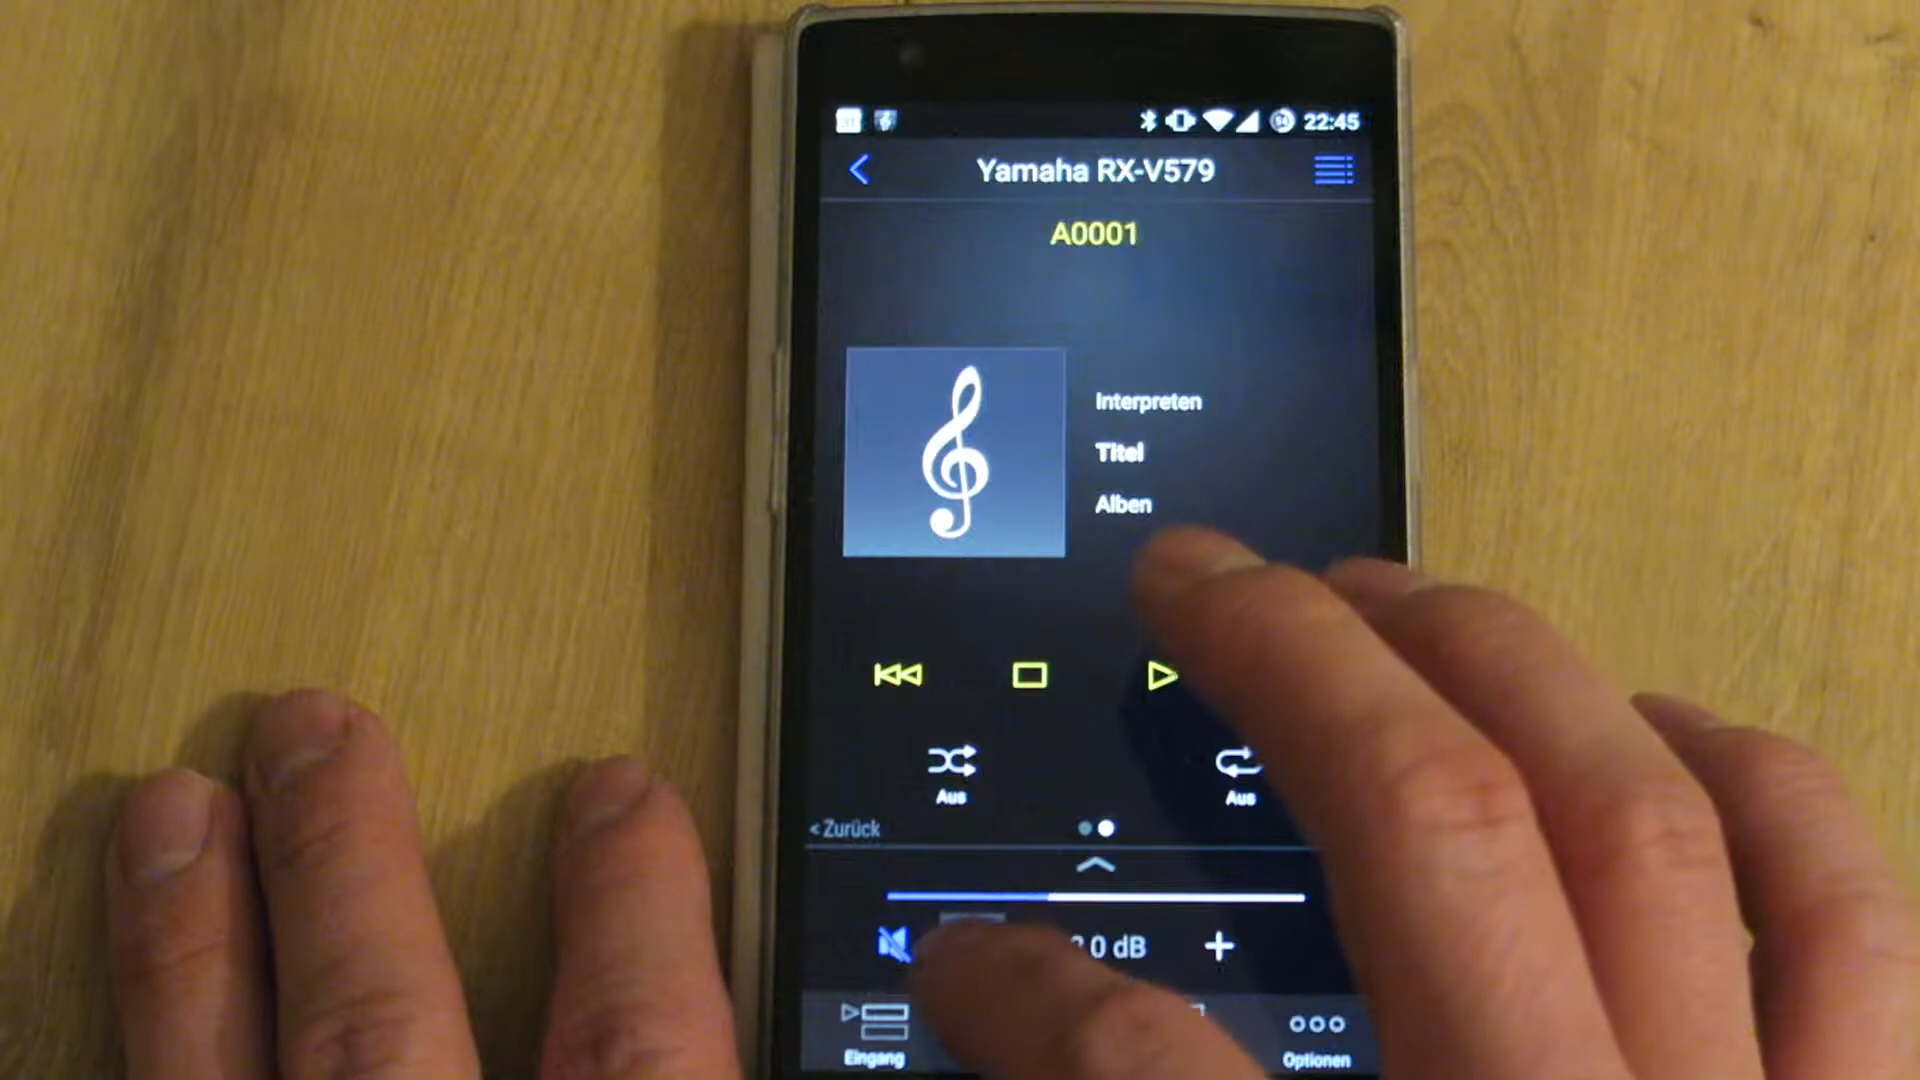 22:45
Yamaha RX-V579
A0001
Interpreten
Titel
Alben
Aus
Aus
< Zurück
0 dB
Eingang
Optionen